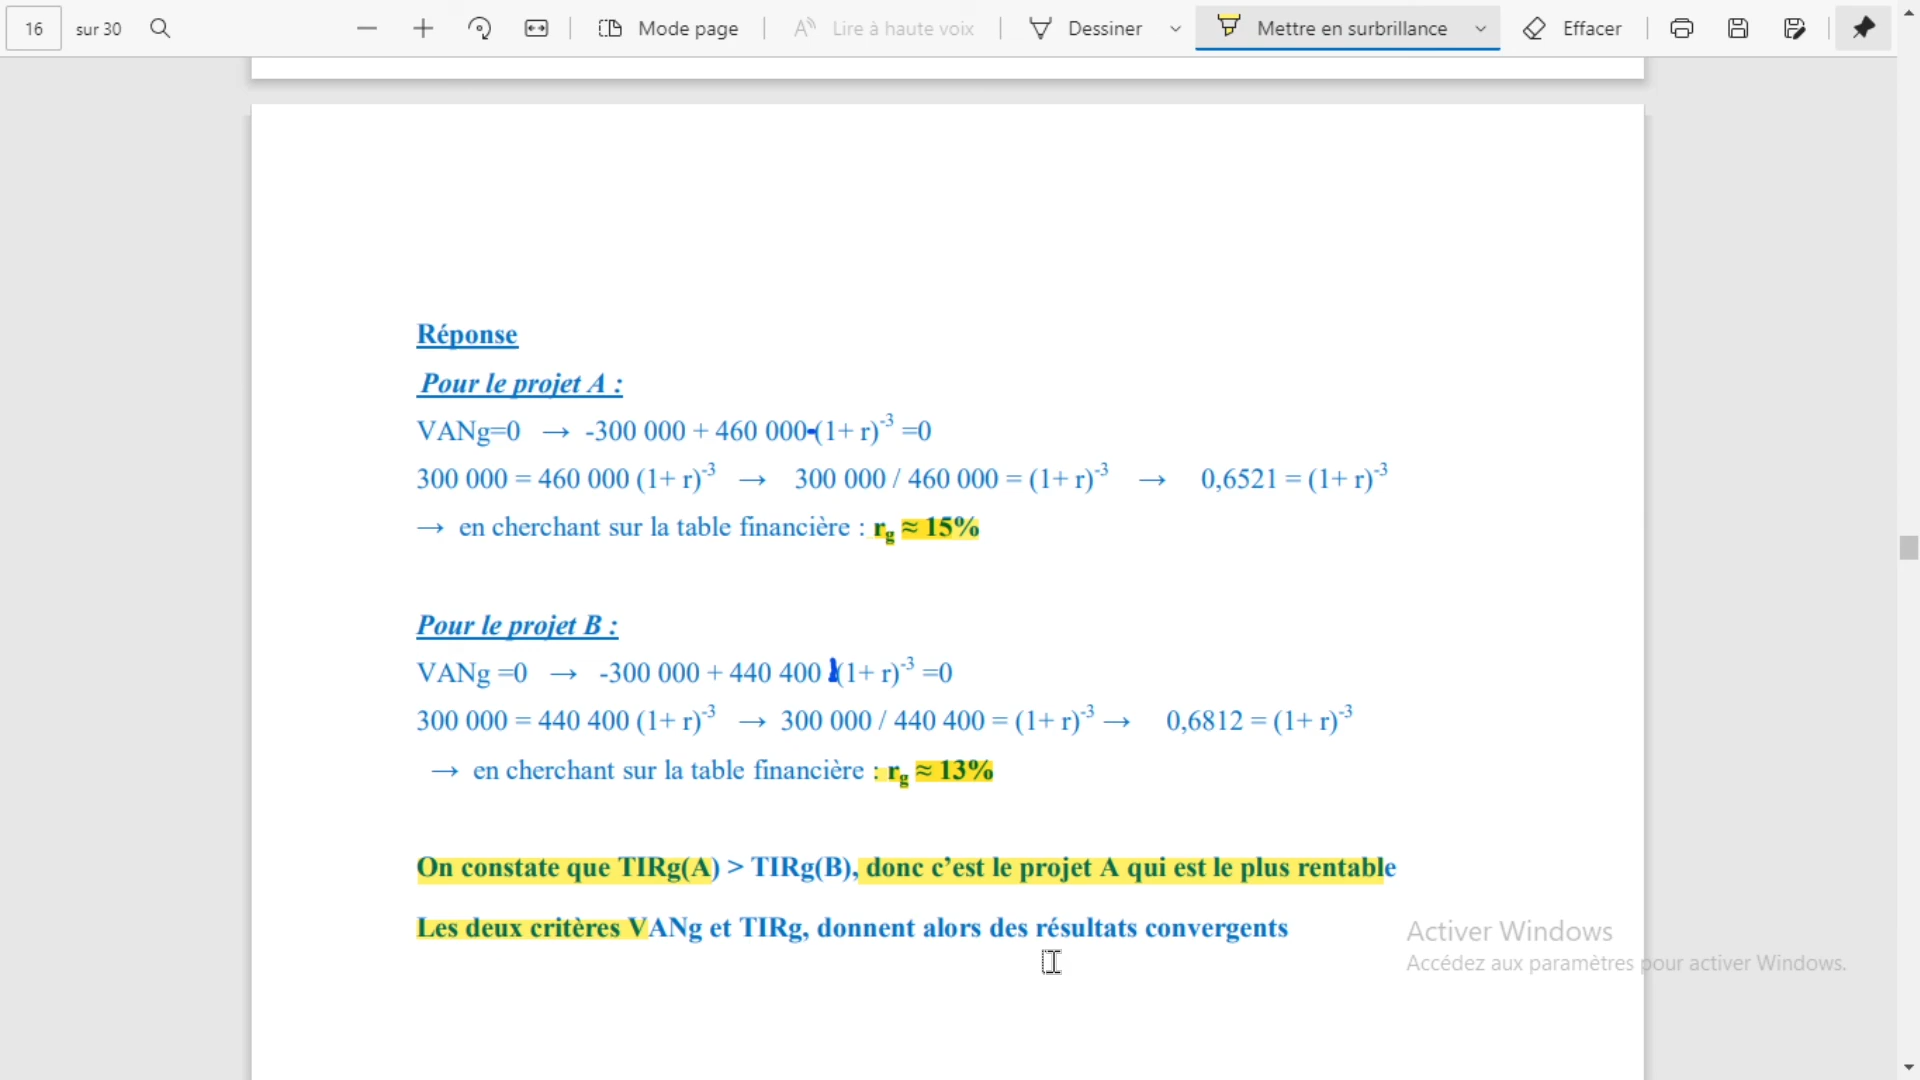 16 sur 30 Mode page Lire à haute voix Dessiner Mettre en surbrillance Effacer
Réponse
Pour le projet A :
VANg=0 → -300 000 + 460 000 (1+ r)⁻³ =0
300 000 = 460 000 (1+ r)⁻³ → 300 000 / 460 000 = (1+ r)⁻³ → 0,6521 = (1+ r)⁻³
→ en cherchant sur la table financière : rg ≈ 15%
Pour le projet B :
VANg =0 → -300 000 + 440 400 (1+ r)⁻³ =0
300 000 = 440 400 (1+ r)⁻³ → 300 000 / 440 400 = (1+ r)⁻³ → 0,6812 = (1+ r)⁻³
→ en cherchant sur la table financière : rg ≈ 13%
On constate que TIRg(A) > TIRg(B), donc c’est le projet A qui est le plus rentable
Les deux critères VANg et TIRg, donnent alors des résultats convergents
Activer Windows
Accédez aux paramètres pour activer Windows.